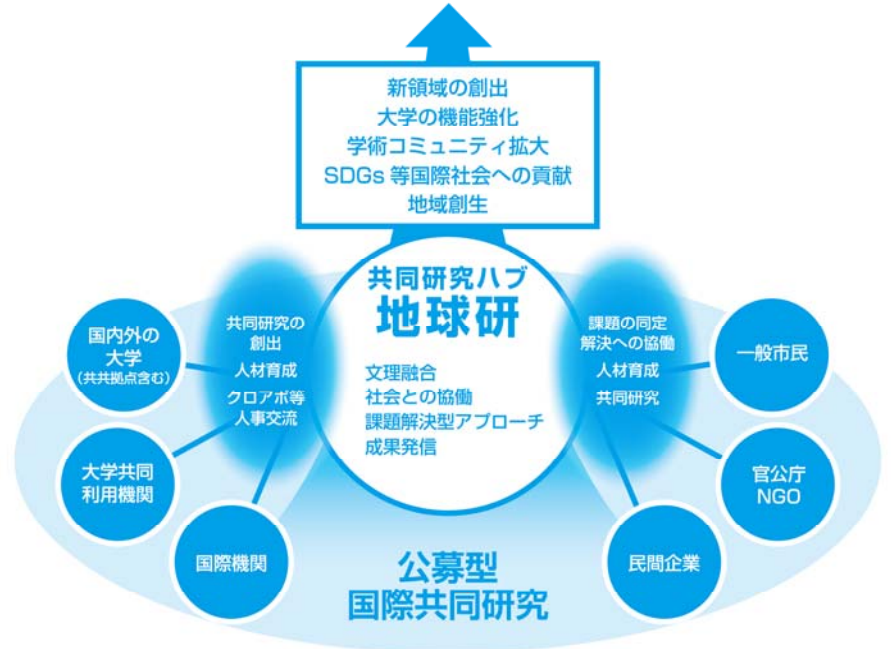 新領域の創出
大学の機能強化
学術コミュニティ拡大
SDGs 等国際社会への貢献
地域創生
共同研究ハブ
地球研
文理融合
社会との協働
課題解決型アプローチ
成果発信
共同研究の
創出
人材育成
クロアポ等
人事交流
課題の同定
解決への協働
人材育成
共同研究
国内外の
大学
(共共拠点含む)
大学共同
利用機関
国際機関
一般市民
官公庁
NGO
民間企業
公募型
国際共同研究